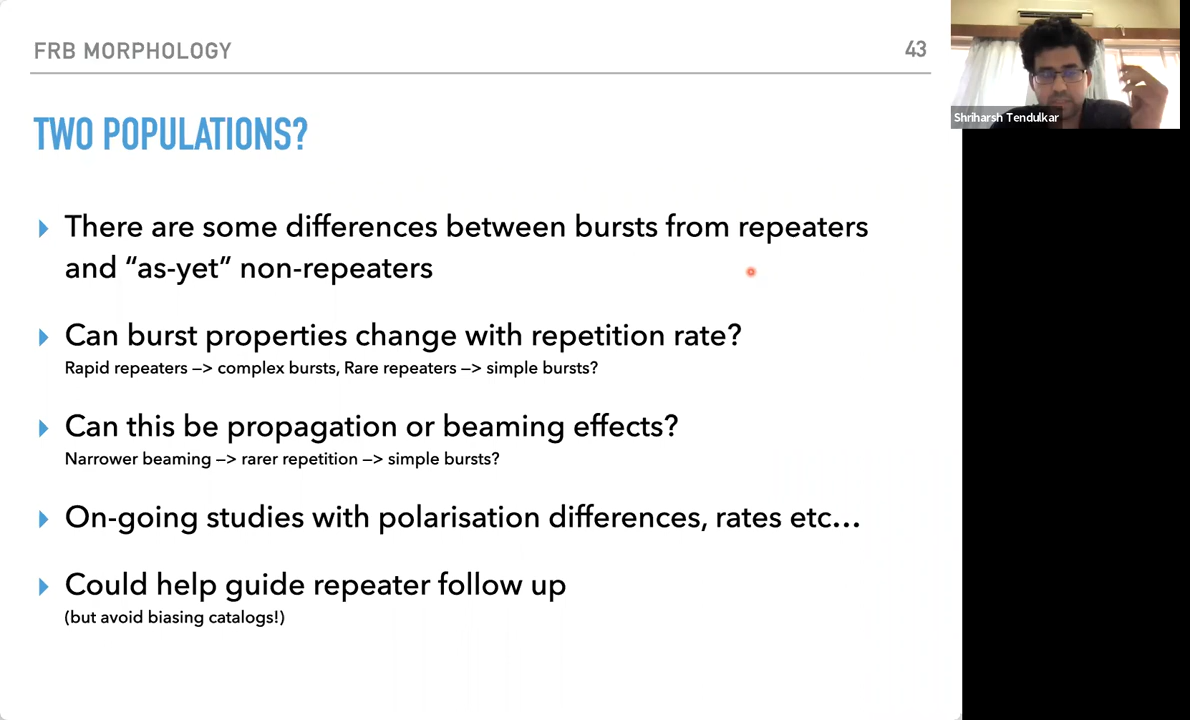 FRB MORPHOLOGY
43
Shriharsh Tendulkar
TWO POPULATIONS?
There are some differences between bursts from repeaters
and “as-yet” non-repeaters
Can burst properties change with repetition rate?
Rapid repeaters —> complex bursts, Rare repeaters —> simple bursts?
Can this be propagation or beaming effects?
Narrower beaming —> rarer repetition —> simple bursts?
On-going studies with polarisation differences, rates etc…
Could help guide repeater follow up
(but avoid biasing catalogs!)